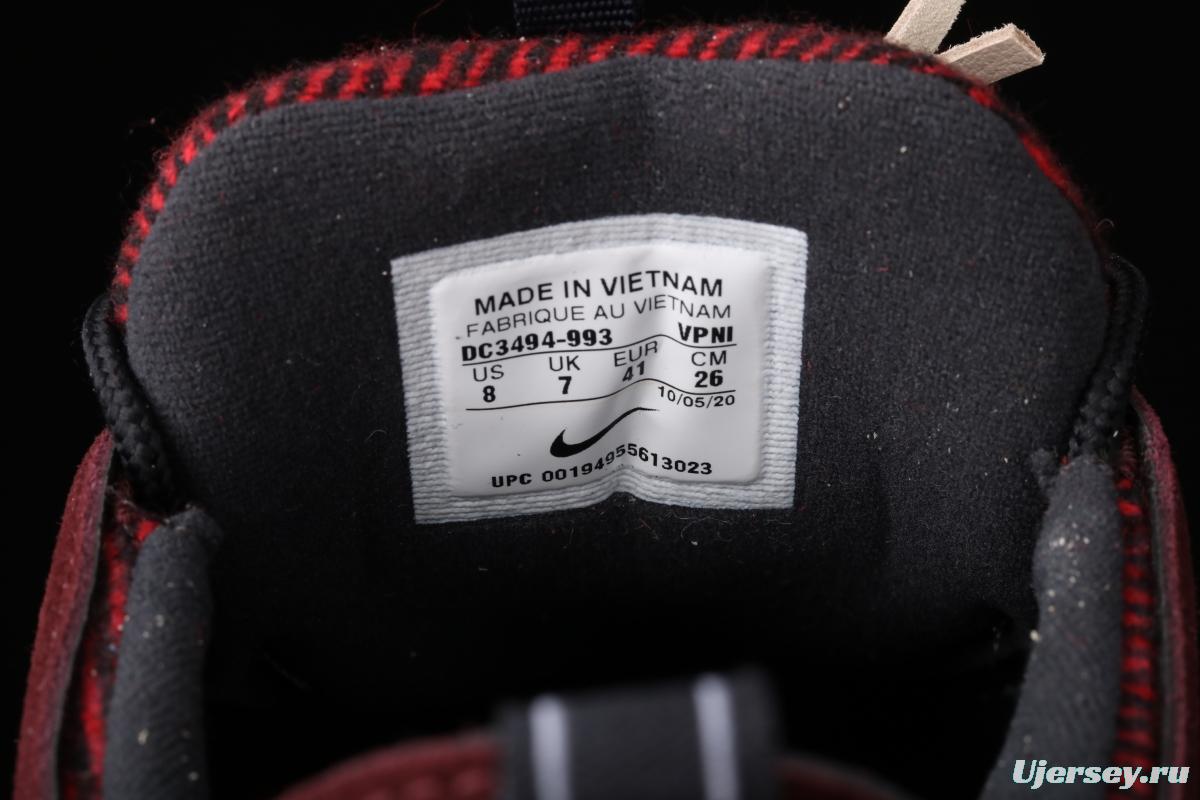 MADE IN VIETNAM
FABRIQUE AU VIETNAM
DC3494-993 VPNI
US UK EUR CM
8 7 41 26
10/05/20
UPC 00194955613023
Ujersey.ru